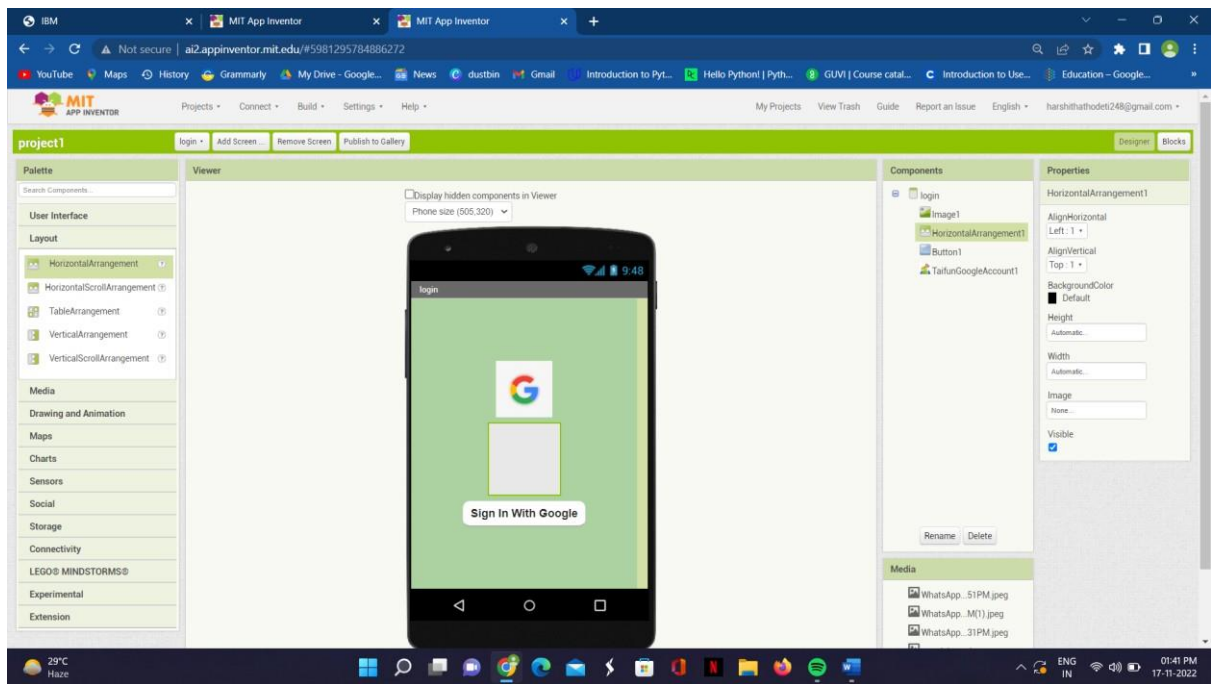 IBM
MIT App Inventor
MIT App Inventor
Not secure | ai2.appinventor.mit.edu/#5981295784886272
YouTube Maps History Grammarly My Drive - Google... News dustbin Gmail Introduction to Pyt... Hello Python! | Pyth... GUVI | Course catal... Introduction to Use... Education – Google... »
MIT
APP INVENTOR
Projects Connect Build Settings Help My Projects View Trash Guide Report an Issue English harshithathodeti248@gmail.com
project1 login Add Screen ... Remove Screen Publish to Gallery Designer Blocks
Palette
Search Components...
User Interface
Layout
HorizontalArrangement ?
HorizontalScrollArrangement ?
TableArrangement ?
VerticalArrangement ?
VerticalScrollArrangement ?
Media
Drawing and Animation
Maps
Charts
Sensors
Social
Storage
Connectivity
LEGO® MINDSTORMS®
Experimental
Extension
Viewer
Display hidden components in Viewer
Phone size (505,320)
9:48
login
G
Sign In With Google
Components
login
Image1
HorizontalArrangement1
Button1
TaifunGoogleAccount1
Rename Delete
Media
WhatsApp...51PM.jpeg
WhatsApp...M(1).jpeg
WhatsApp...31PM.jpeg
Properties
HorizontalArrangement1
AlignHorizontal
Left : 1
AlignVertical
Top : 1
BackgroundColor
Default
Height
Automatic...
Width
Automatic...
Image
None...
Visible
29°C
Haze
ENG
IN
01:41 PM
17-11-2022